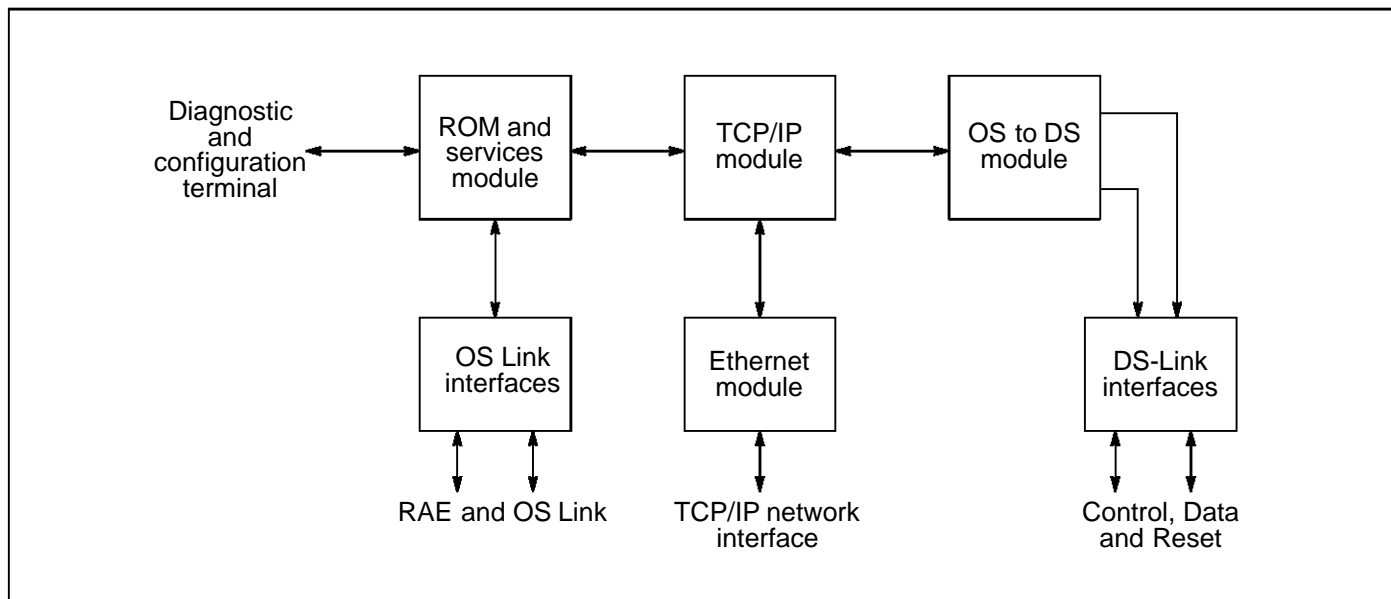 Diagnostic
and
configuration
terminal
ROM and
services
module
TCP/IP
module
OS to DS
module
OS Link
interfaces
Ethernet
module
DS-Link
interfaces
RAE and OS Link
TCP/IP network
interface
Control, Data
and Reset